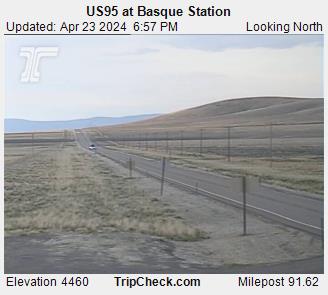 US95 at Basque Station
Updated: Apr 23 2024 6:57 PM Looking North
Elevation 4460 TripCheck.com Milepost 91.62